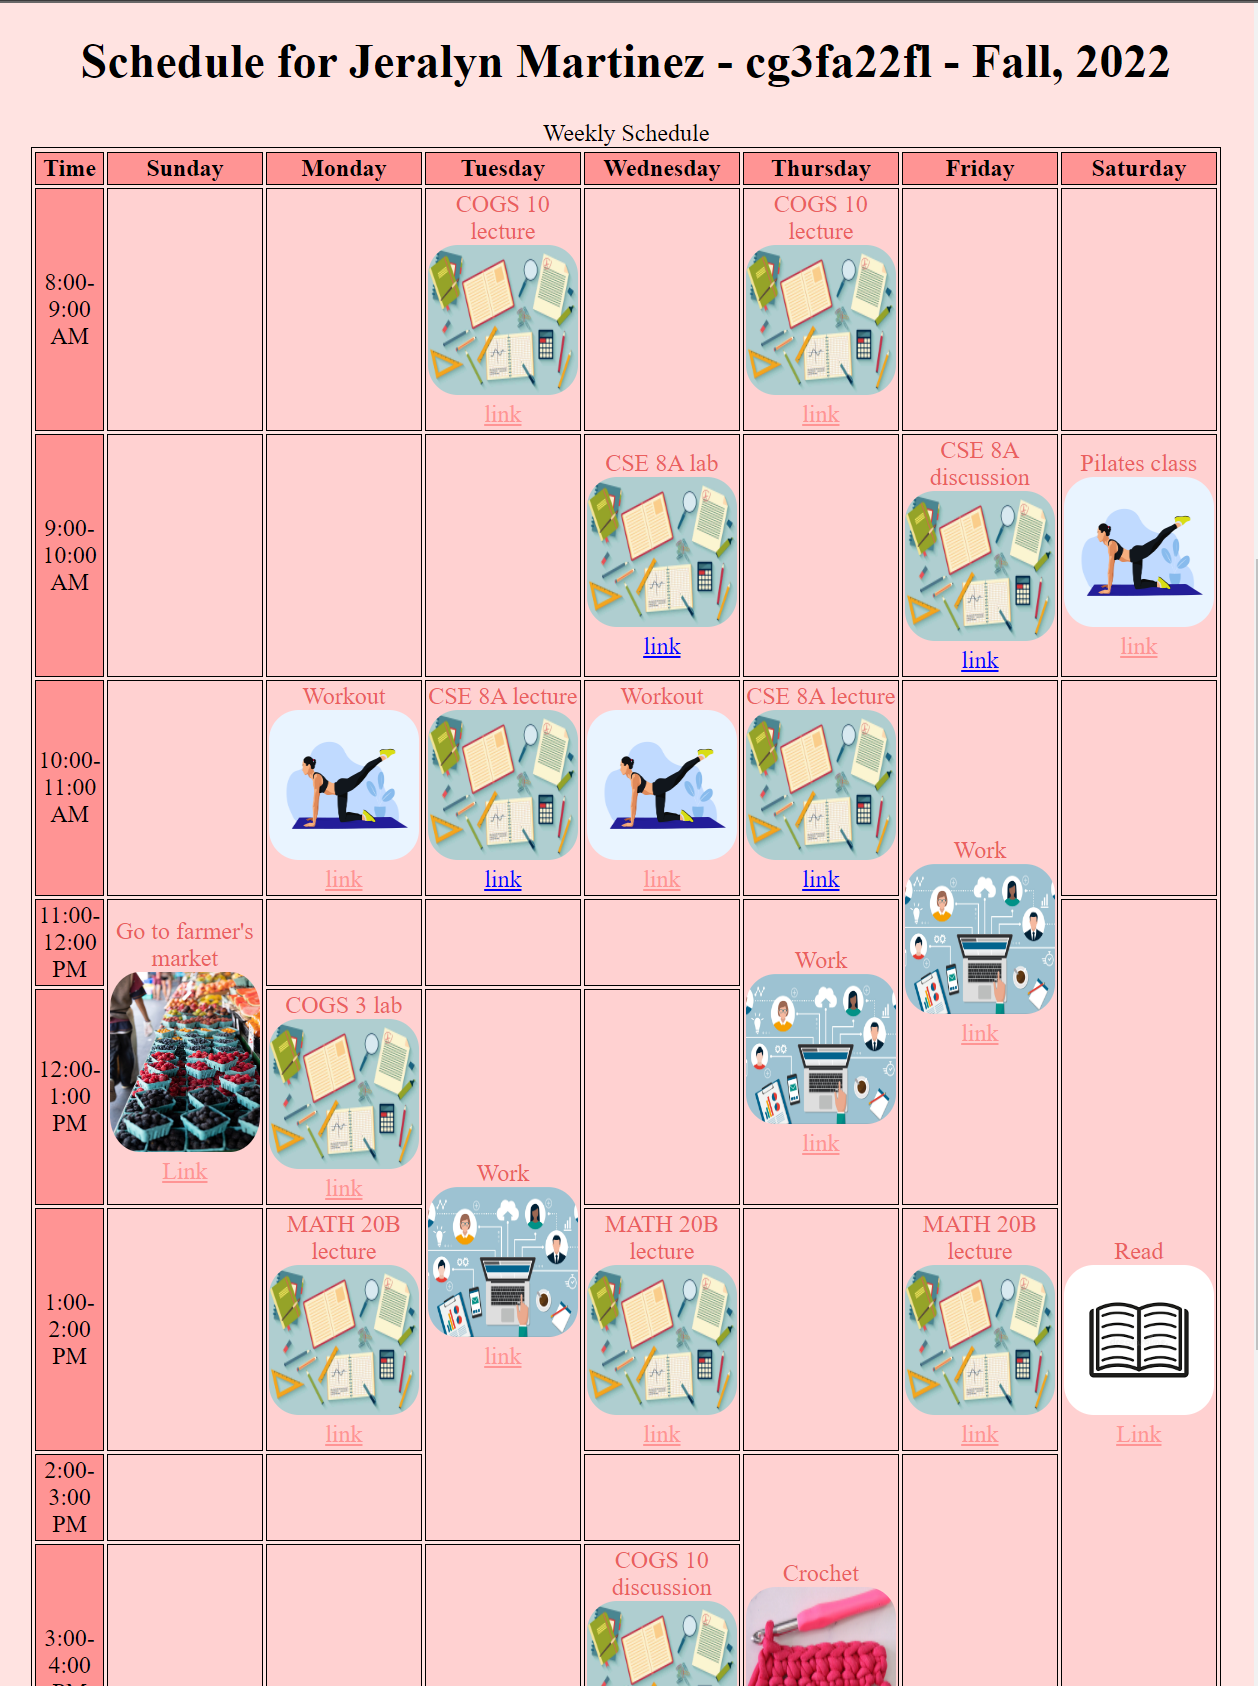 Schedule for Jeralyn Martinez - cg3fa22fl - Fall, 2022
Weekly Schedule
Time Sunday Monday Tuesday Wednesday Thursday Friday Saturday
8:00-
9:00
AM
COGS 10
lecture
link
COGS 10
lecture
link
9:00-
10:00
AM
CSE 8A lab
link
CSE 8A
discussion
link
Pilates class
link
10:00-
11:00
AM
Workout
link
CSE 8A lecture
link
Workout
link
CSE 8A lecture
link
Work
link
11:00-
12:00
PM
Go to farmer's
market
Link
Work
link
12:00-
1:00
PM
COGS 3 lab
link
Work
link
1:00-
2:00
PM
MATH 20B
lecture
link
MATH 20B
lecture
link
MATH 20B
lecture
link
Read
Link
2:00-
3:00
PM
Crochet
3:00-
4:00
PM
COGS 10
discussion